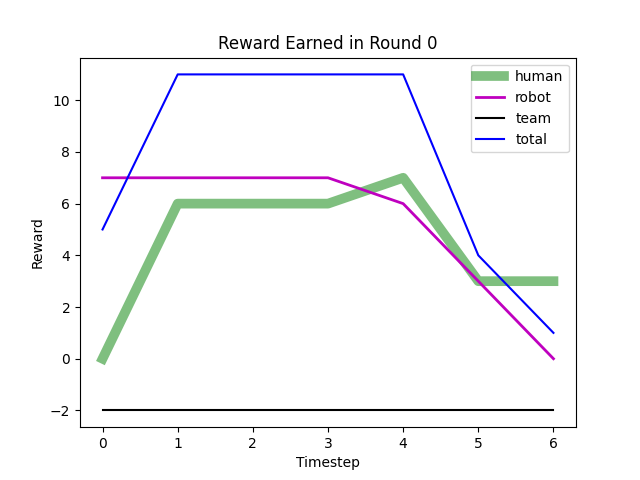 Reward Earned in Round 0
human
robot
team
total
Reward
10
8
6
4
2
0
−2
0 1 2 3 4 5 6
Timestep